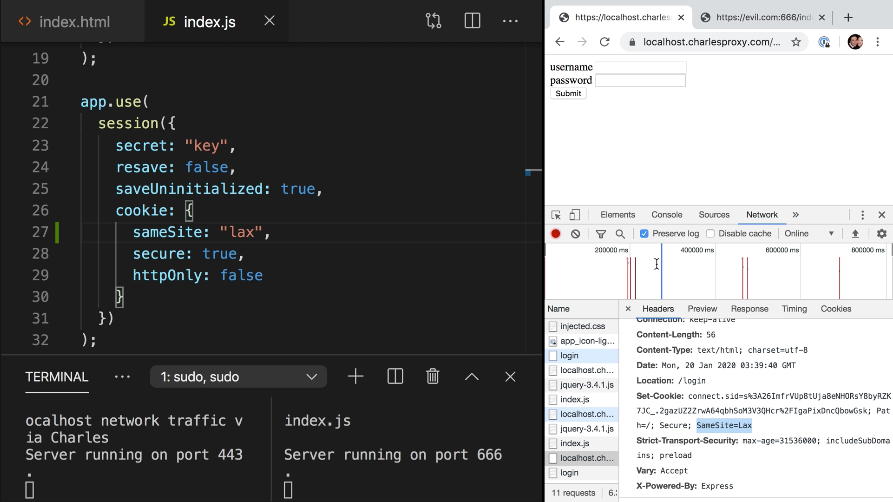 index.html
JS index.js
19 );
20
21 app.use(
22 session({
23 secret: "key",
24 resave: false,
25 saveUninitialized: true,
26 cookie: {
27 sameSite: "lax",
28 secure: true,
29 httpOnly: false
30 }
31 })
32 );
TERMINAL
1: sudo, sudo
ocalhost network traffic v
ia Charles
Server running on port 443
.
index.js
Server running on port 666
.
https://localhost.charles
https://evil.com:666/ind
localhost.charlesproxy.com/...
username
password
Submit
Elements Console Sources Network
Preserve log Disable cache Online
200000 ms 400000 ms 600000 ms 800000 ms
Name
injected.css
app_icon-lig...
login
localhost.ch...
jquery-3.4.1.js
index.js
localhost.ch...
jquery-3.4.1.js
index.js
localhost.ch...
login
11 requests 6.
Headers Preview Response Timing Cookies
Connection: keep-alive
Content-Length: 56
Content-Type: text/html; charset=utf-8
Date: Mon, 20 Jan 2020 03:39:40 GMT
Location: /login
Set-Cookie: connect.sid=s%3A26ImfrVUpBtUja8eNHORsY8byRZK
7JC_.2gazUZZrwA64qbhSoM3V3QHcr%2FIgaPixDncQbowGsk; Pat
h=/; Secure; SameSite=Lax
Strict-Transport-Security: max-age=31536000; includeSubDoma
ins; preload
Vary: Accept
X-Powered-By: Express